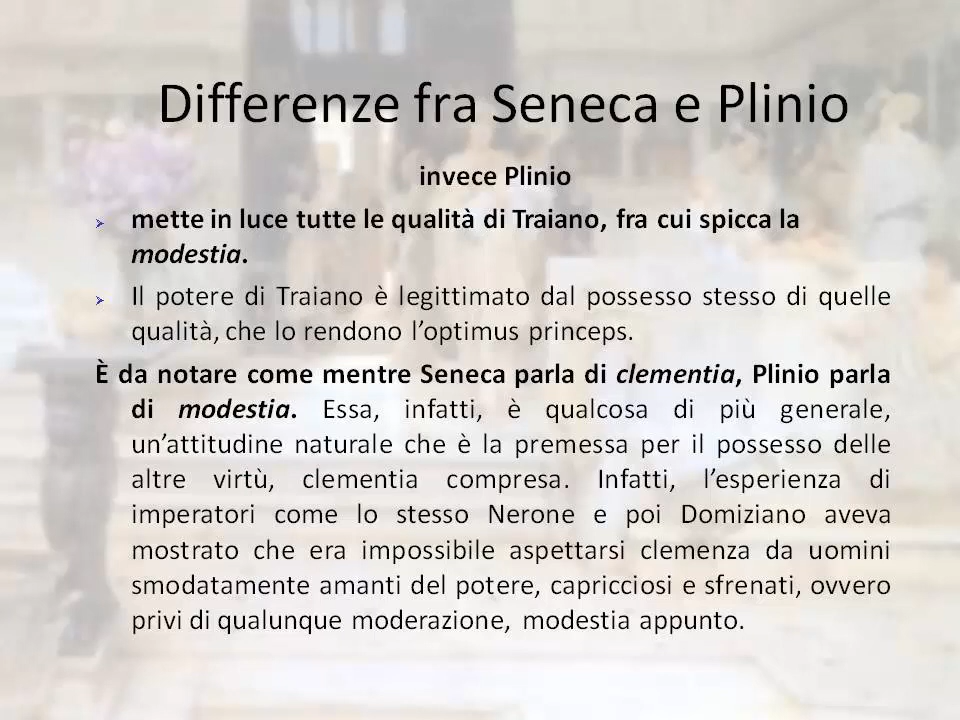 Differenze fra Seneca e Plinio
invece Plinio
mette in luce tutte le qualità di Traiano, fra cui spicca la
modestia.
Il potere di Traiano è legittimato dal possesso stesso di quelle
qualità, che lo rendono l'optimus princeps.
È da notare come mentre Seneca parla di clementia, Plinio parla
di modestia. Essa, infatti, è qualcosa di più generale,
un'attitudine naturale che è la premessa per il possesso delle
altre virtù, clementia compresa. Infatti, l'esperienza di
imperatori come lo stesso Nerone e poi Domiziano aveva
mostrato che era impossibile aspettarsi clemenza da uomini
smodatamente amanti del potere, capricciosi e sfrenati, ovvero
privi di qualunque moderazione, modestia appunto.